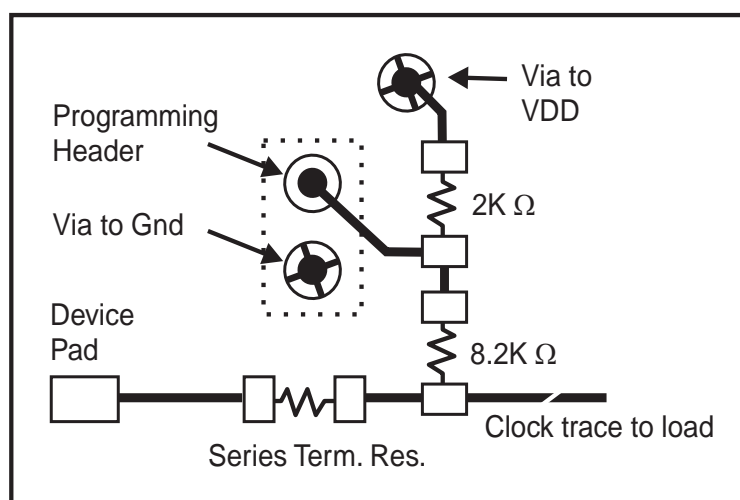 Via to
VDD
Programming
Header
2K Ω
Via to Gnd
Device
Pad
8.2K Ω
Clock trace to load
Series Term. Res.